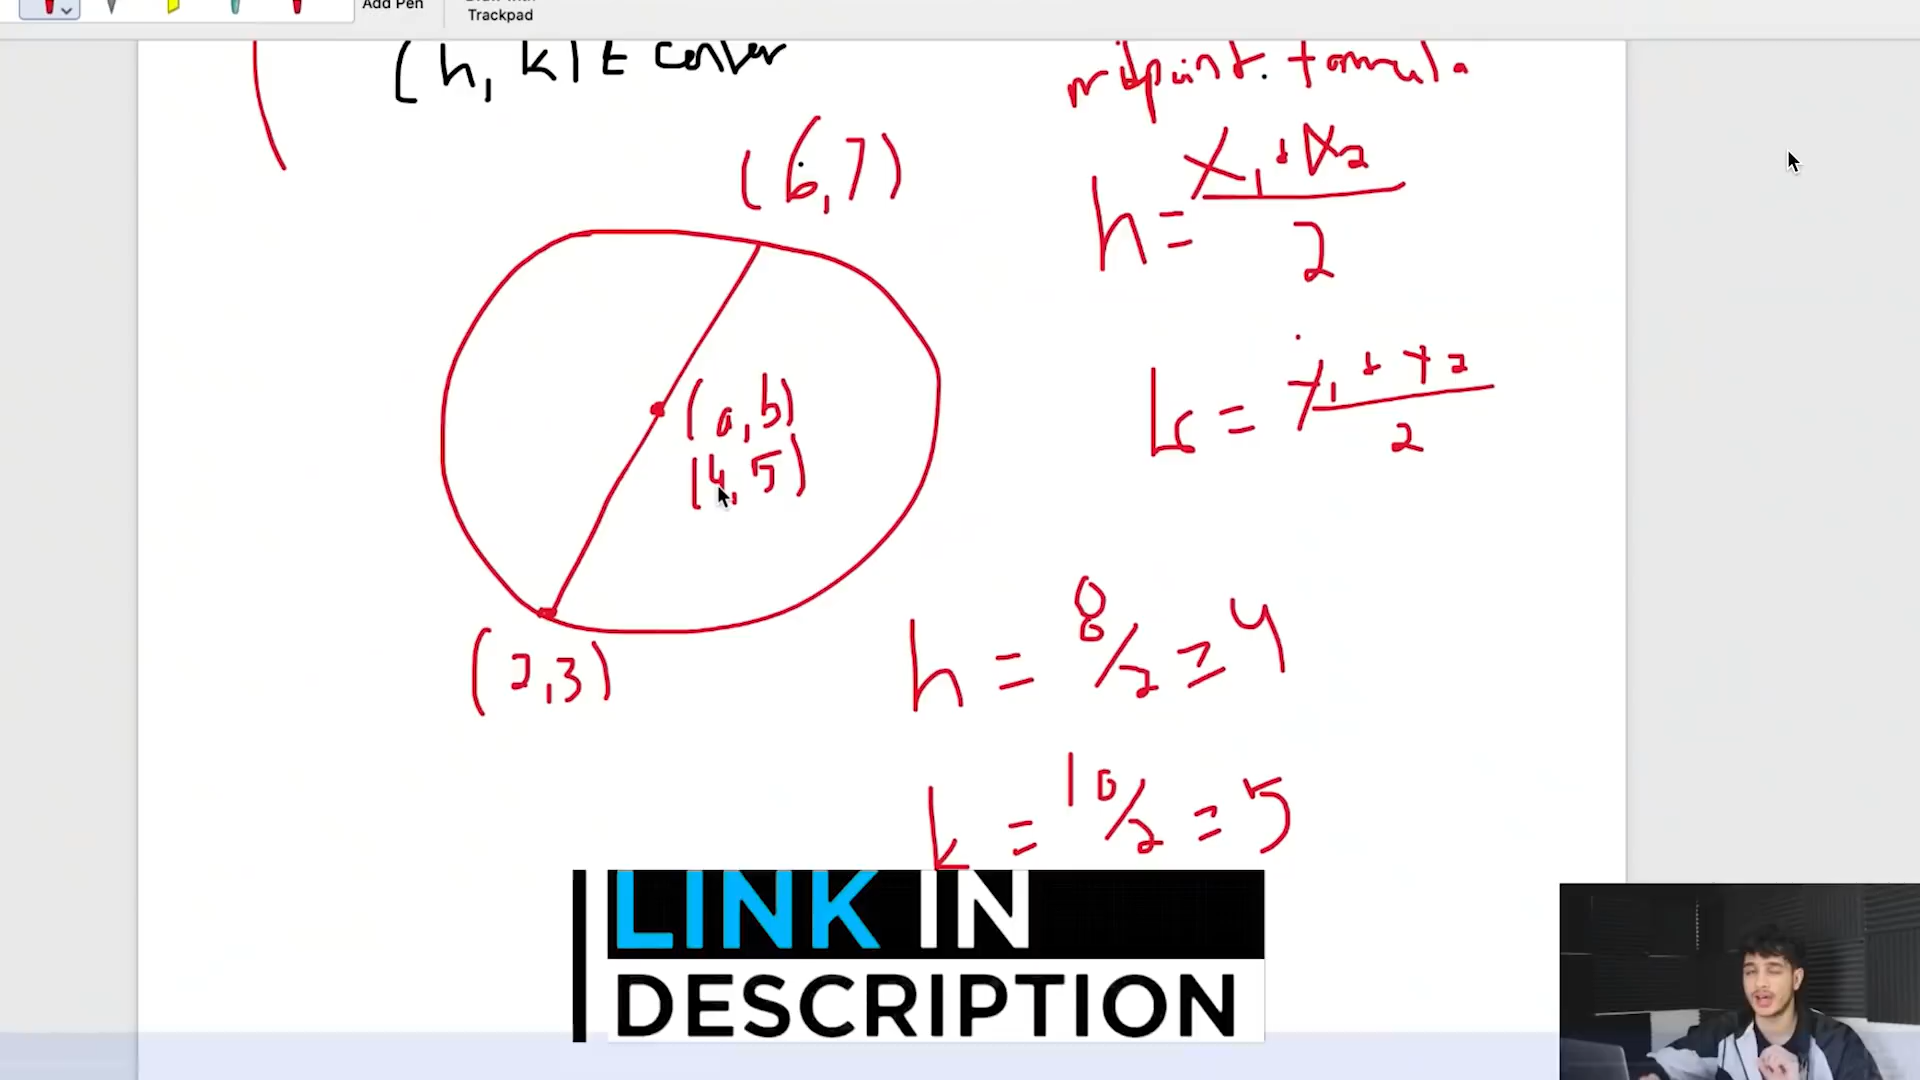 Add Pen
Trackpad
(h, k) = center
midpoint formula
(6,7)
h = x₁ + x₂ / 2
(a, b)
k = y₁ + y₂ / 2
(4, 5)
(2,3)
h = 8/2 = 4
k = 10/2 = 5
LINK IN
DESCRIPTION